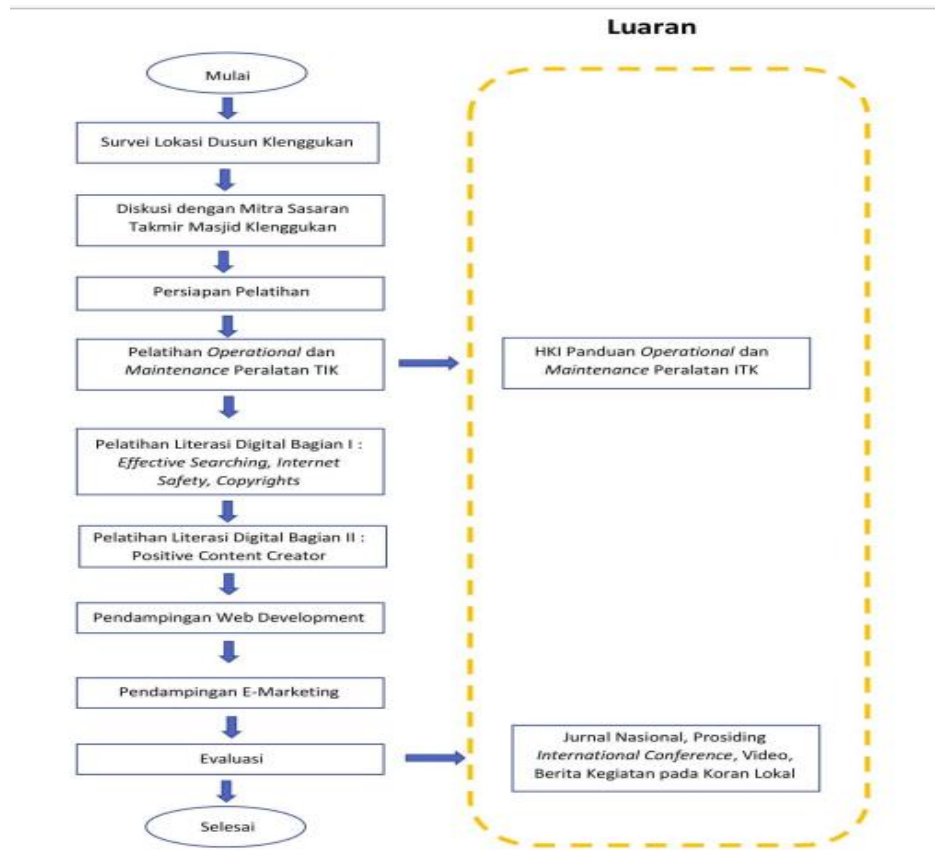 Luaran
Mulai
Survei Lokasi Dusun Klenggukan
Diskusi dengan Mitra Sasaran
Takmir Masjid Klenggukan
Persiapan Pelatihan
Pelatihan Operational dan
Maintenance Peralatan TIK
HKI Panduan Operational dan
Maintenance Peralatan ITK
Pelatihan Literasi Digital Bagian I :
Effective Searching, Internet
Safety, Copyrights
Pelatihan Literasi Digital Bagian II :
Positive Content Creator
Pendampingan Web Development
Pendampingan E-Marketing
Evaluasi
Jurnal Nasional, Prosiding
International Conference, Video,
Berita Kegiatan pada Koran Lokal
Selesai